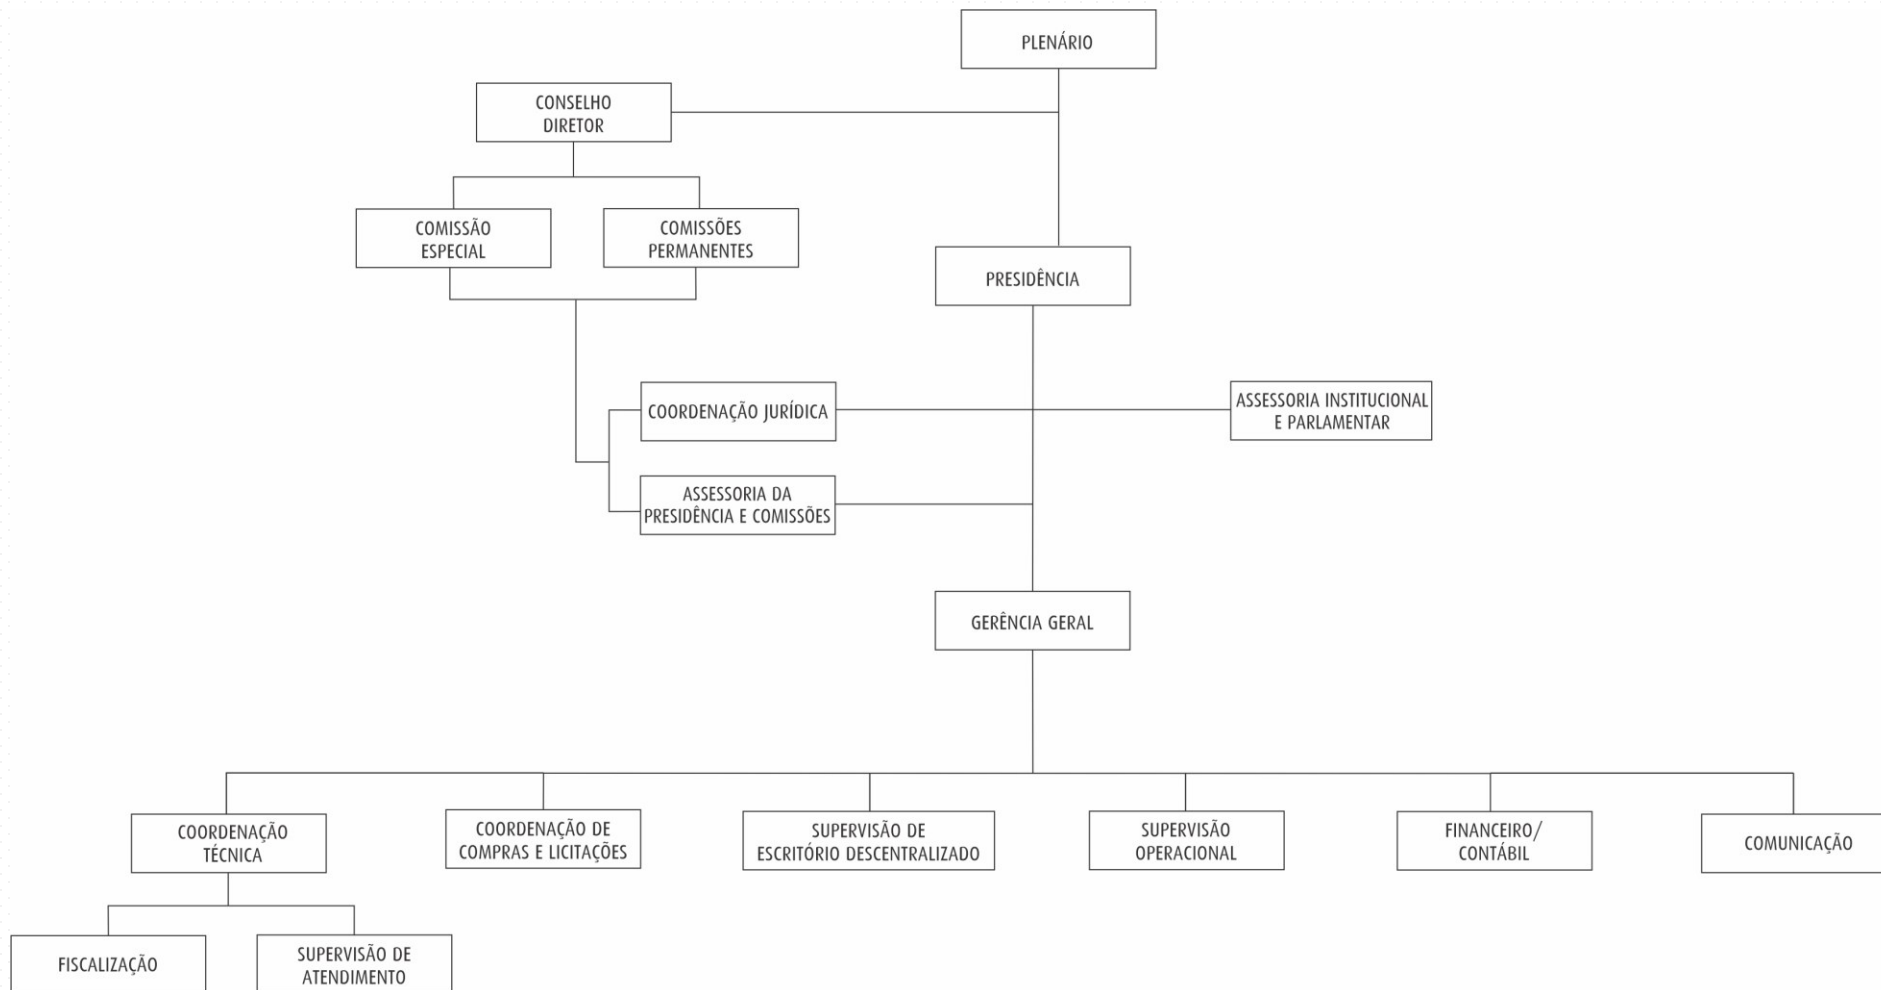 PLENÁRIO
CONSELHO
DIRETOR
COMISSÃO
ESPECIAL
COMISSÕES
PERMANENTES
PRESIDÊNCIA
COORDENAÇÃO JURÍDICA
ASSESSORIA INSTITUCIONAL
E PARLAMENTAR
ASSESSORIA DA
PRESIDÊNCIA E COMISSÕES
GERÊNCIA GERAL
COORDENAÇÃO
TÉCNICA
COORDENAÇÃO DE
COMPRAS E LICITAÇÕES
SUPERVISÃO DE
ESCRITÓRIO DESCENTRALIZADO
SUPERVISÃO
OPERACIONAL
FINANCEIRO/
CONTÁBIL
COMUNICAÇÃO
FISCALIZAÇÃO
SUPERVISÃO DE
ATENDIMENTO